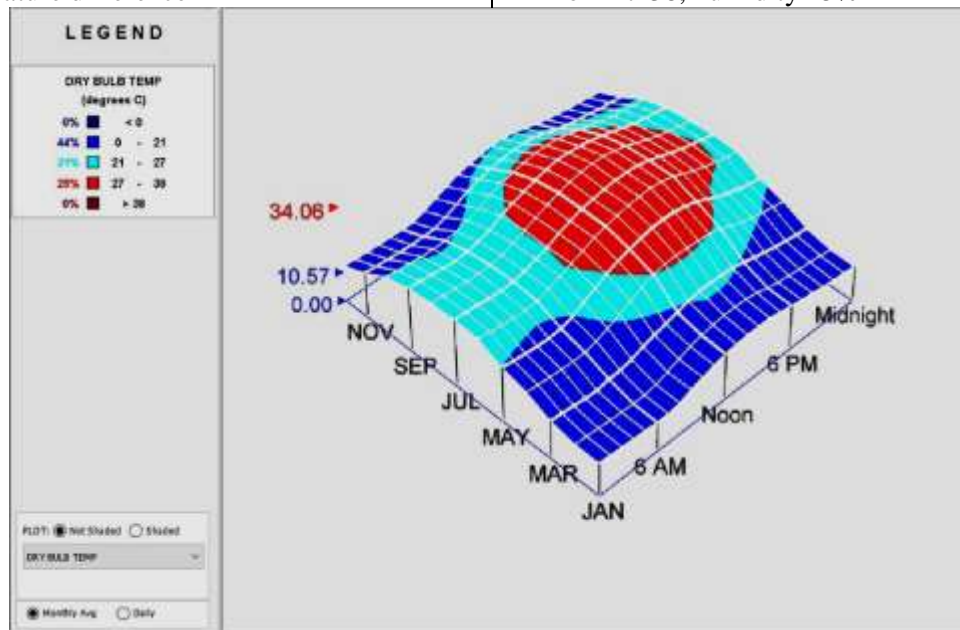 LEGEND
DRY BULB TEMP
(degrees C)
0% < 0
44% 0 - 21
21 - 27
28% 27 - 38
0% > 38
34.06
10.57
0.00
NOV
SEP
JUL
MAY
MAR
JAN
6 AM
Noon
6 PM
Midnight
PLOT: Not Shaded Shaded
DRY BULB TEMP
Monthly Avg Daily